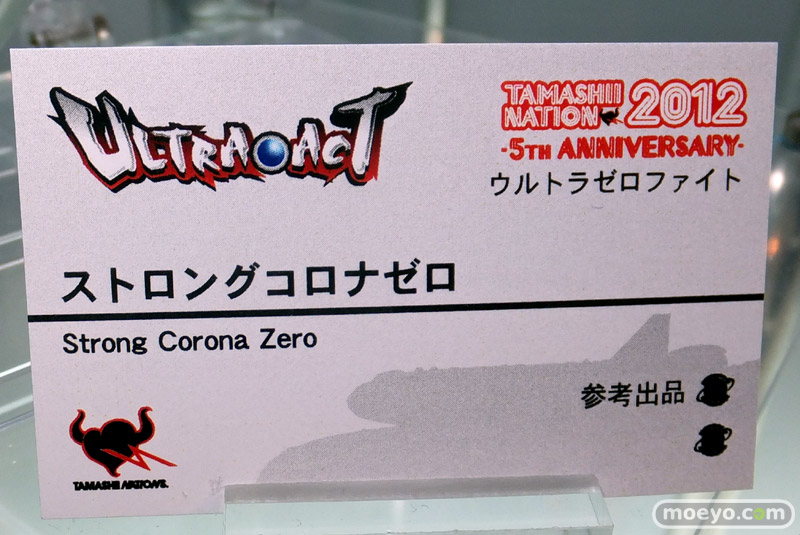 ULTRA-ACT
TAMASHII
NATION 2012
-5TH ANNIVERSARY-
ウルトラゼロファイト
ストロングコロナゼロ
Strong Corona Zero
参考出品
TAMASHII NATIONS.
moeyo.com